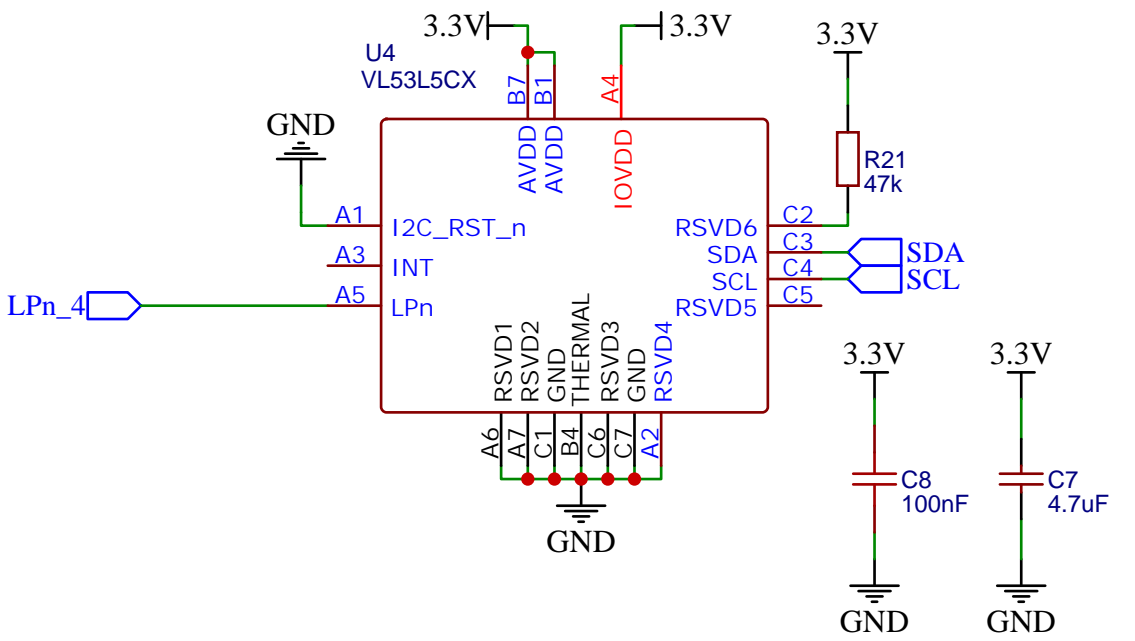 3.3V
3.3V
3.3V
U4
VL53L5CX
B7
B1
A4
GND
AVDD
AVDD
IOVDD
R21
47k
A1
I2C_RST_n
RSVD6
C2
A3
INT
SDA
C3
SDA
SCL
C4
SCL
LPn_4
A5
LPn
RSVD5
C5
RSVD1
RSVD2
GND
THERMAL
RSVD3
GND
RSVD4
A6
A7
C1
B4
C6
C7
A2
GND
3.3V
3.3V
C8
100nF
C7
4.7uF
GND
GND